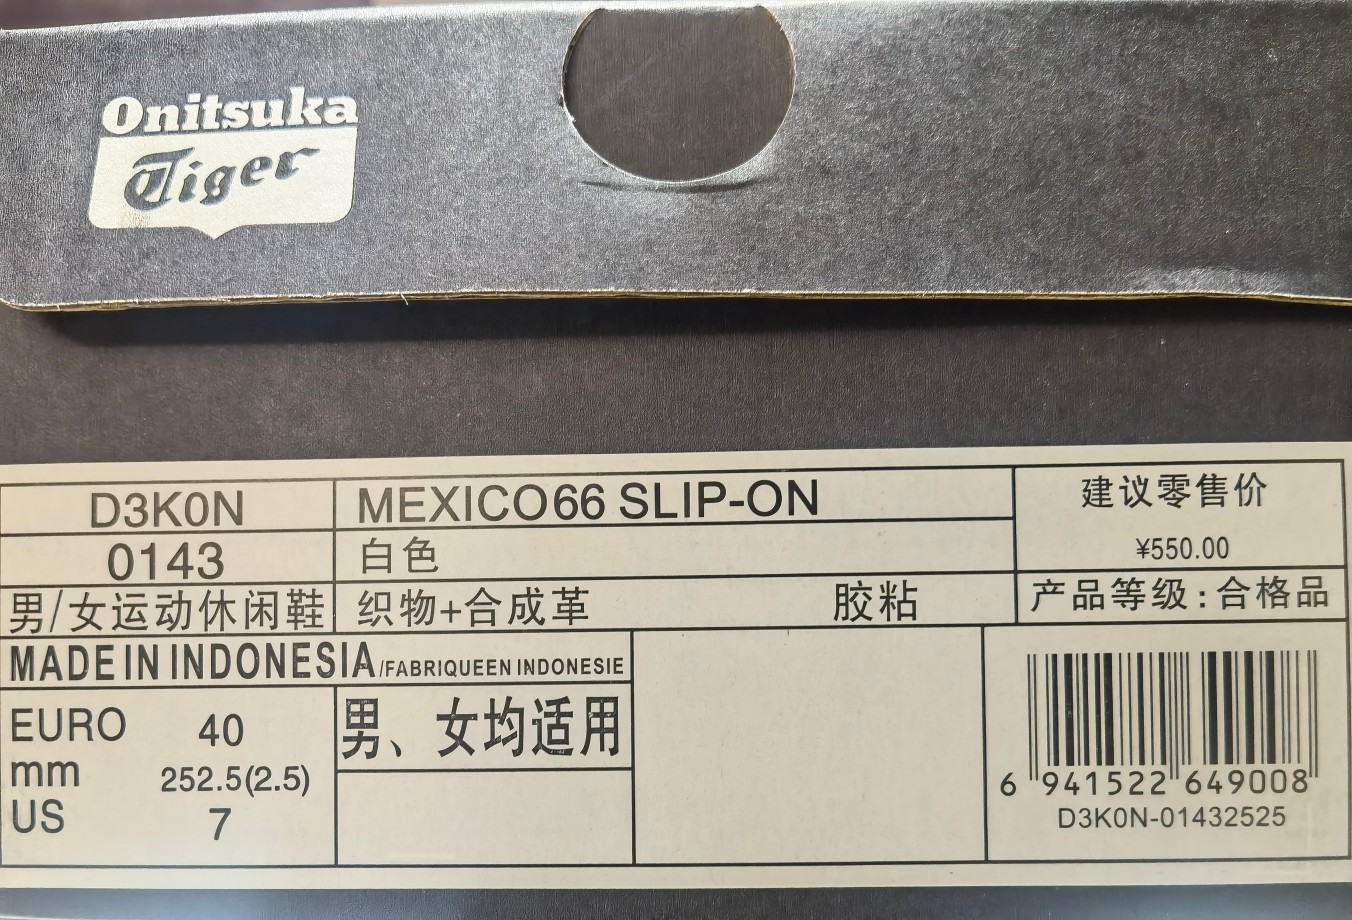 Onitsuka
Tiger
D3K0N
MEXICO66 SLIP-ON
建议零售价
¥550.00
0143
白色
男/女运动休闲鞋
织物+合成革
胶粘
产品等级:合格品
MADE IN INDONESIA/FABRIQUEEN INDONESIE
EURO 40
mm 252.5(2.5)
US 7
男、女均适用
6 941522 649008
D3K0N-01432525